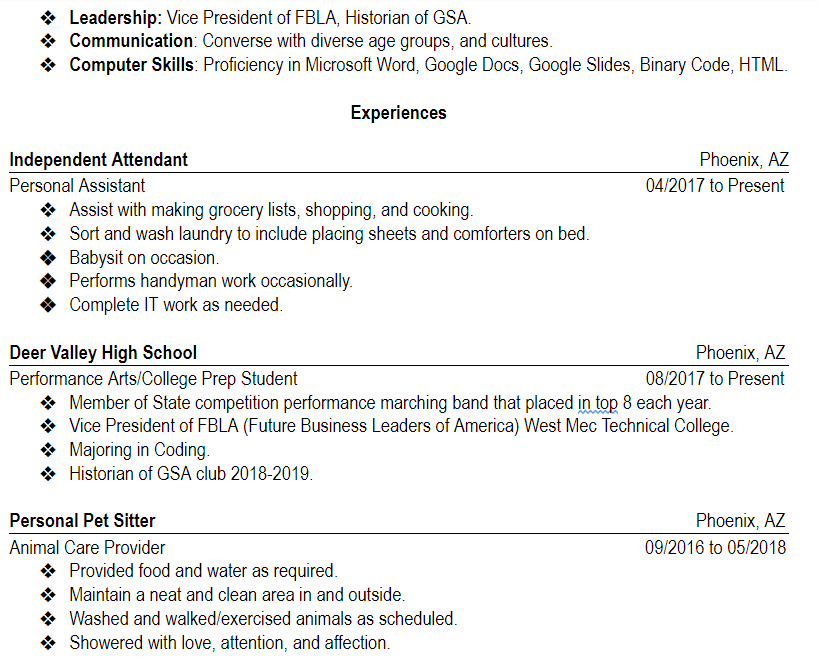 ❖ Leadership: Vice President of FBLA, Historian of GSA.
❖ Communication: Converse with diverse age groups, and cultures.
❖ Computer Skills: Proficiency in Microsoft Word, Google Docs, Google Slides, Binary Code, HTML.
Experiences
Independent Attendant Phoenix, AZ
Personal Assistant 04/2017 to Present
❖ Assist with making grocery lists, shopping, and cooking.
❖ Sort and wash laundry to include placing sheets and comforters on bed.
❖ Babysit on occasion.
❖ Performs handyman work occasionally.
❖ Complete IT work as needed.
Deer Valley High School Phoenix, AZ
Performance Arts/College Prep Student 08/2017 to Present
❖ Member of State competition performance marching band that placed in top 8 each year.
❖ Vice President of FBLA (Future Business Leaders of America) West Mec Technical College.
❖ Majoring in Coding.
❖ Historian of GSA club 2018-2019.
Personal Pet Sitter Phoenix, AZ
Animal Care Provider 09/2016 to 05/2018
❖ Provided food and water as required.
❖ Maintain a neat and clean area in and outside.
❖ Washed and walked/exercised animals as scheduled.
❖ Showered with love, attention, and affection.